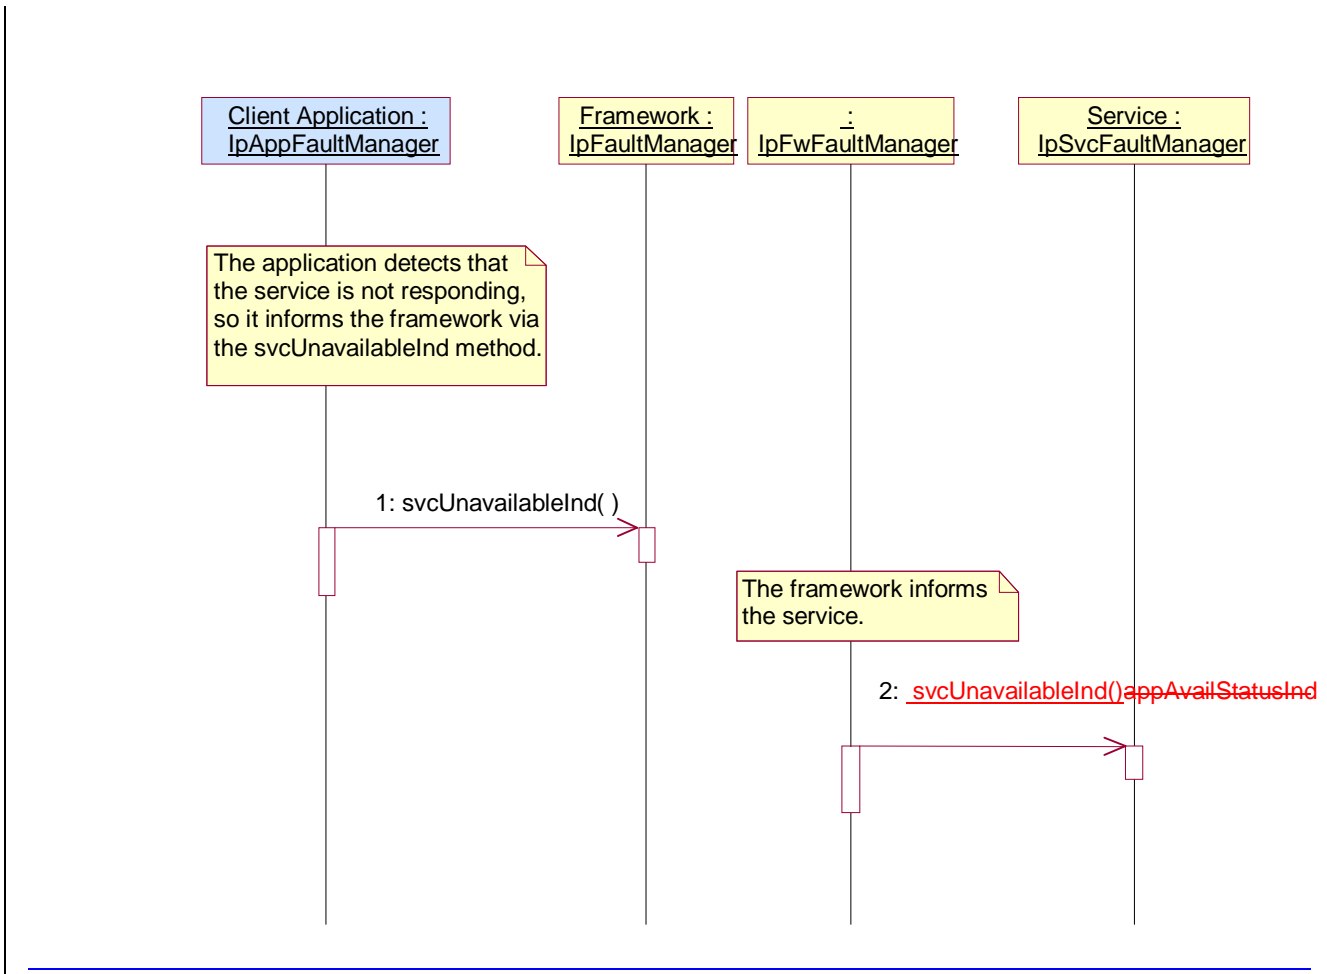 Client Application :
IpAppFaultManager
Framework :
IpFaultManager
:
IpFwFaultManager
Service :
IpSvcFaultManager
The application detects that
the service is not responding,
so it informs the framework via
the svcUnavailableInd method.
1: svcUnavailableInd( )
The framework informs
the service.
2: svcUnavailableInd()appAvailStatusInd